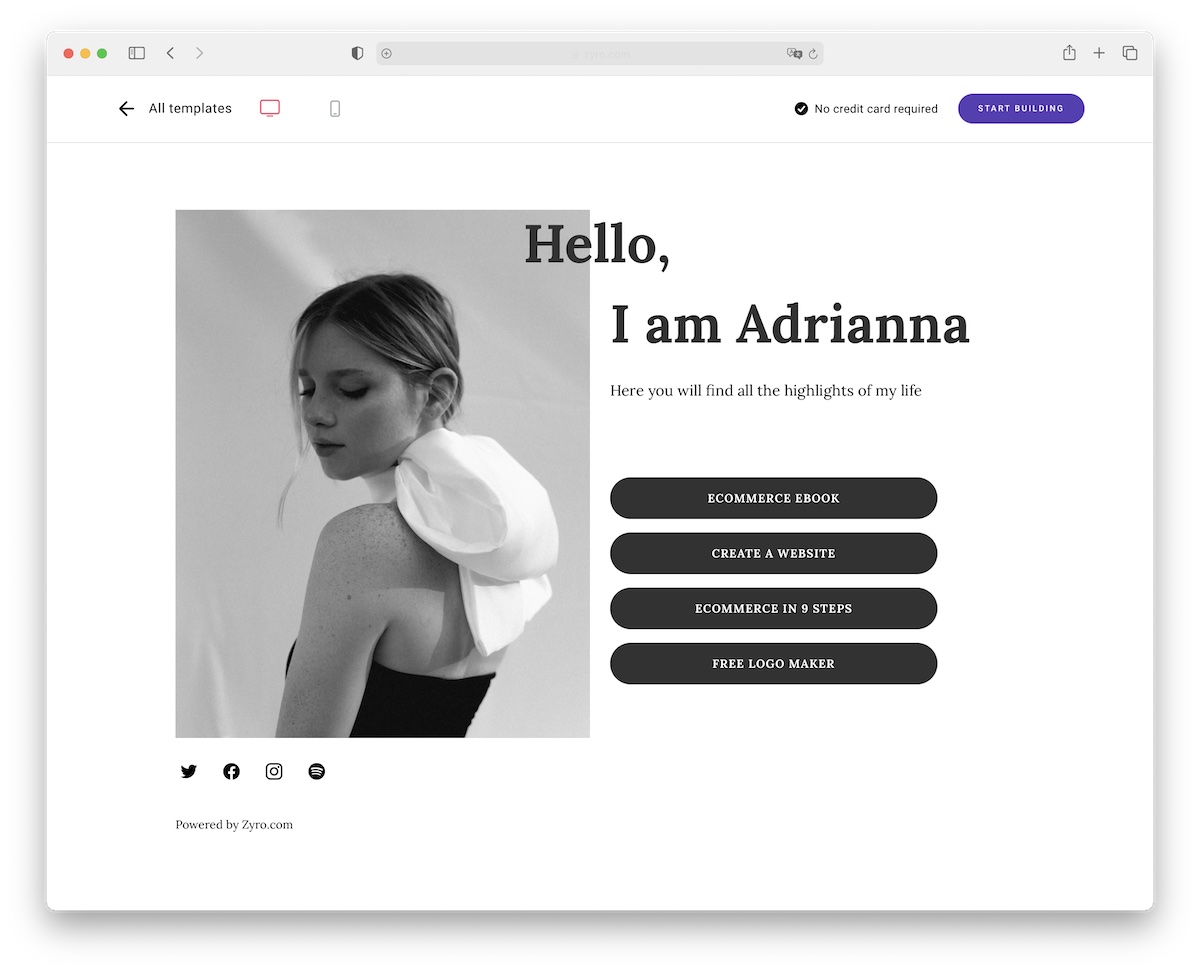 All templates
No credit card required
START BUILDING
Hello,
I am Adrianna
Here you will find all the highlights of my life
ECOMMERCE EBOOK
CREATE A WEBSITE
ECOMMERCE IN 9 STEPS
FREE LOGO MAKER
Powered by Zyro.com